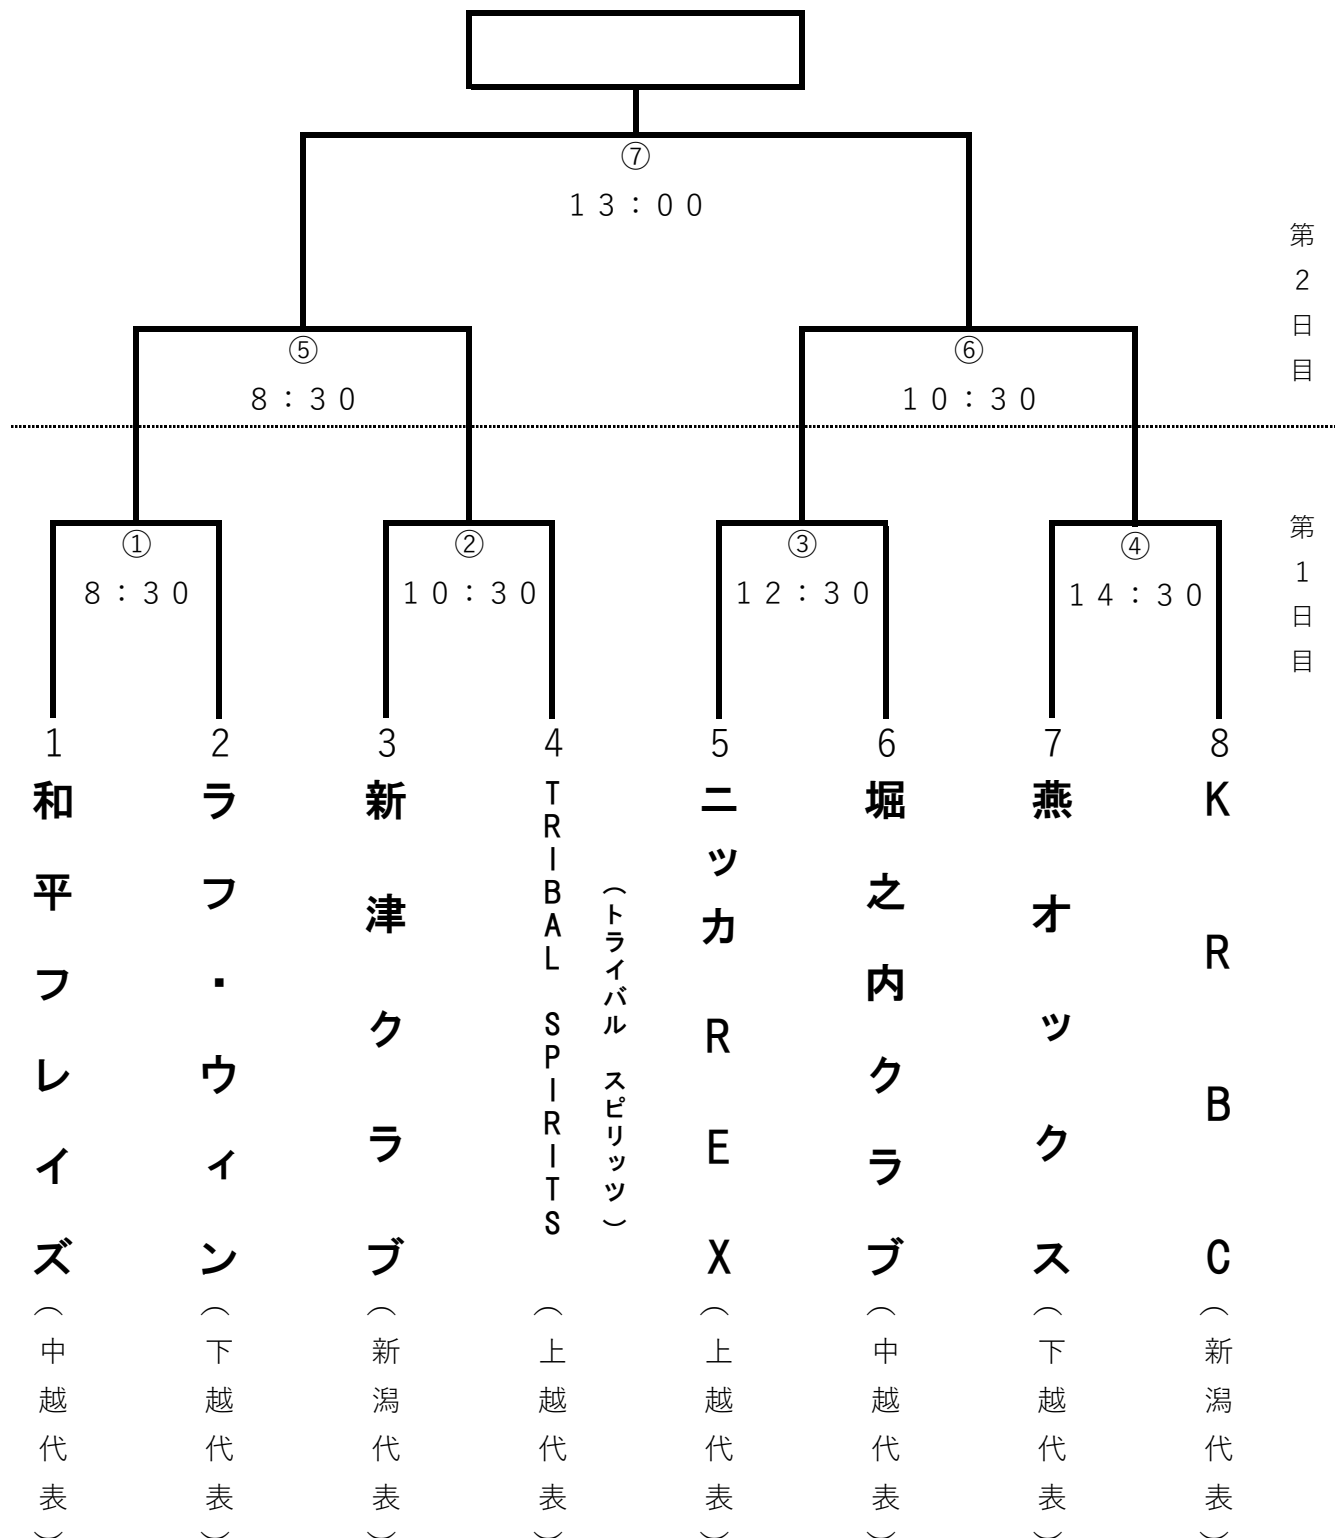 ⑦
13:00
第2日目
⑤
8:30
⑥
10:30
第1日目
①
8:30
②
10:30
③
12:30
④
14:30
1
和平フレイズ
(中越代表)
2
ラフ・ウィン
(下越代表)
3
新津クラブ
(新潟代表)
4
TRIBAL SPIRITS
(トライバル スピリッツ)
(上越代表)
5
ニッカREX
(上越代表)
6
堀之内クラブ
(中越代表)
7
燕オックス
(下越代表)
8
KRBC
(新潟代表)